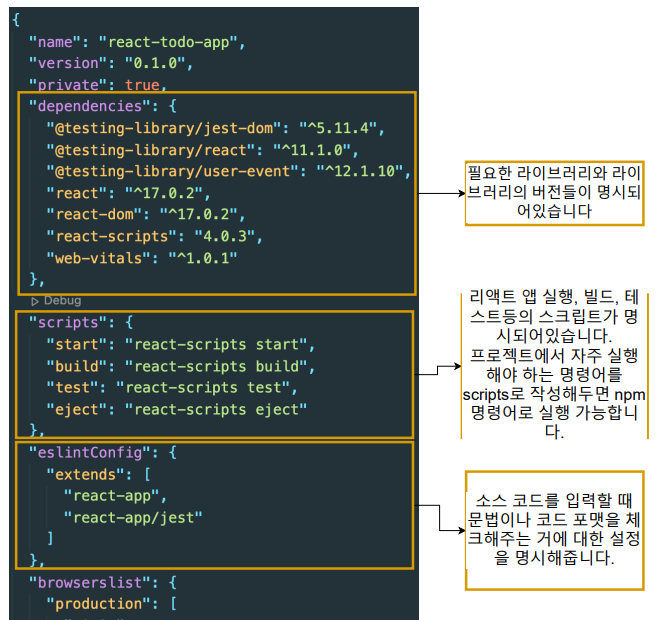 {
"name": "react-todo-app",
"version": "0.1.0",
"private": true,
"dependencies": {
"@testing-library/jest-dom": "^5.11.4",
"@testing-library/react": "^11.1.0",
"@testing-library/user-event": "^12.1.10",
"react": "^17.0.2",
"react-dom": "^17.0.2",
"react-scripts": "4.0.3",
"web-vitals": "^1.0.1"
},
Debug
"scripts": {
"start": "react-scripts start",
"build": "react-scripts build",
"test": "react-scripts test",
"eject": "react-scripts eject"
},
"eslintConfig": {
"extends": [
"react-app",
"react-app/jest"
]
},
"browserslist": {
"production": [
필요한 라이브러리와 라이
브러리의 버전들이 명시되
어있습니다
리액트 앱 실행, 빌드, 테
스트등의 스크립트가 명
시되어있습니다.
프로젝트에서 자주 실행
해야 하는 명령어를
scripts로 작성해두면 npm
명령어로 실행 가능합니
다.
소스 코드를 입력할 때
문법이나 코드 포맷을 체
크해주는 거에 대한 설정
을 명시해줍니다.